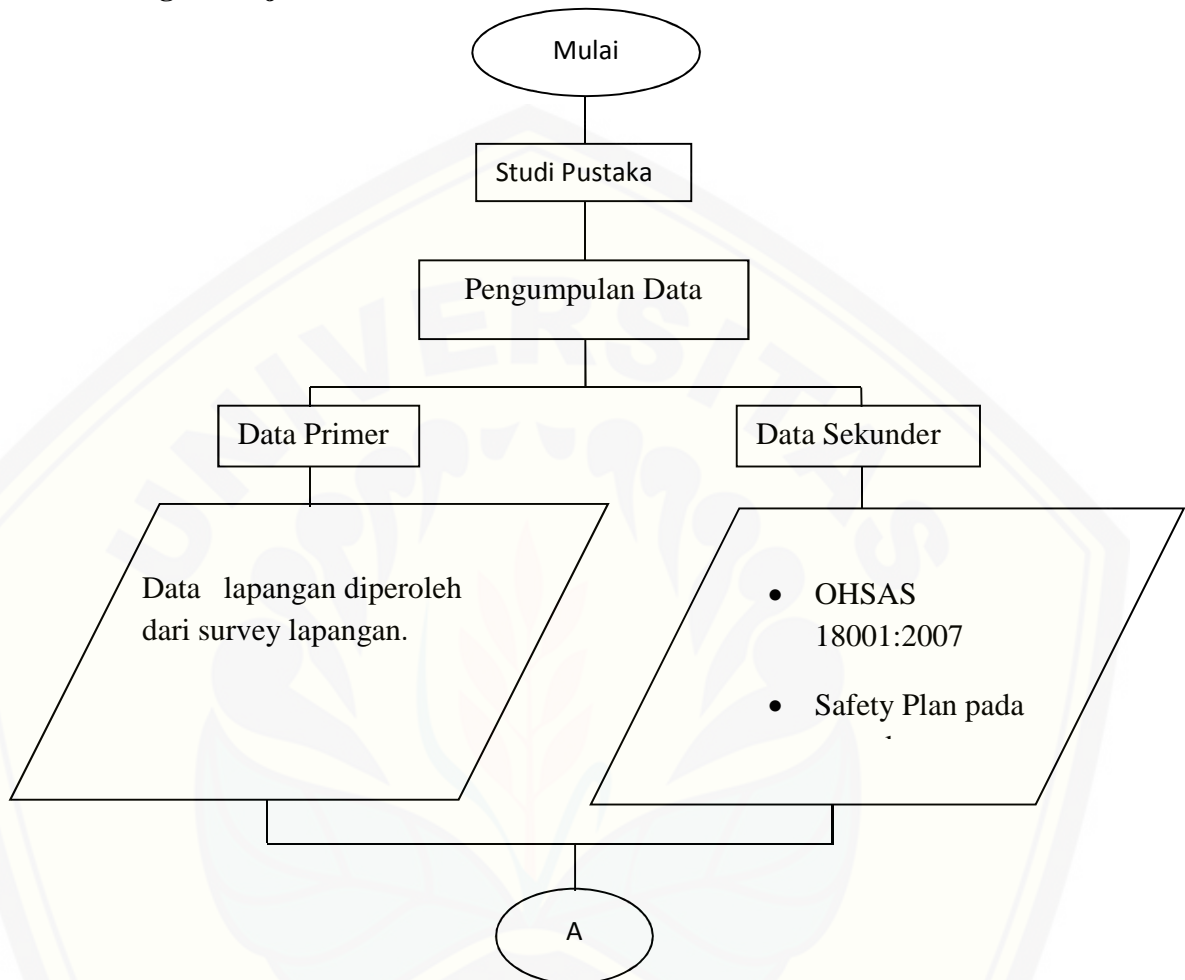 Mulai
Studi Pustaka
Pengumpulan Data
Data Primer
Data Sekunder
Data lapangan diperoleh
dari survey lapangan.
• OHSAS
18001:2007
• Safety Plan pada
A
UNIVERSITAS